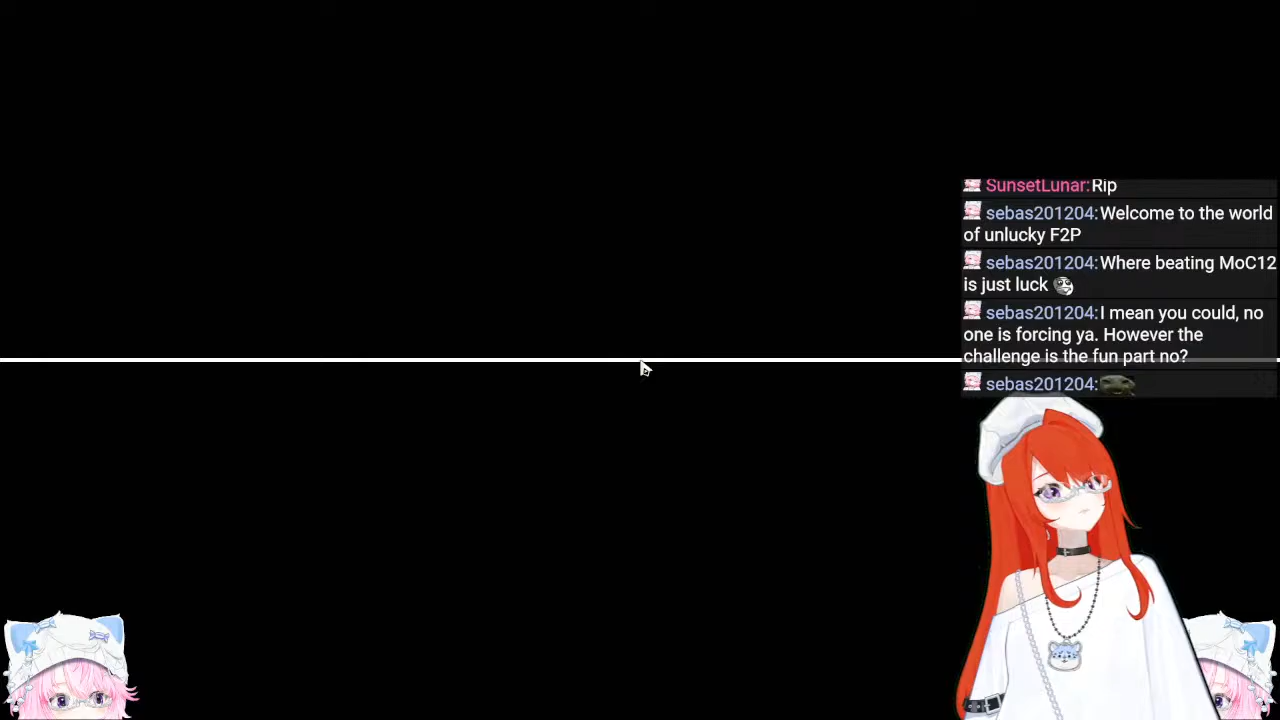 SunsetLunar:Rip
sebas201204:Welcome to the world
of unlucky F2P
sebas201204:Where beating MoC12
is just luck
sebas201204:I mean you could, no
one is forcing ya. However the
challenge is the fun part no?
sebas201204: